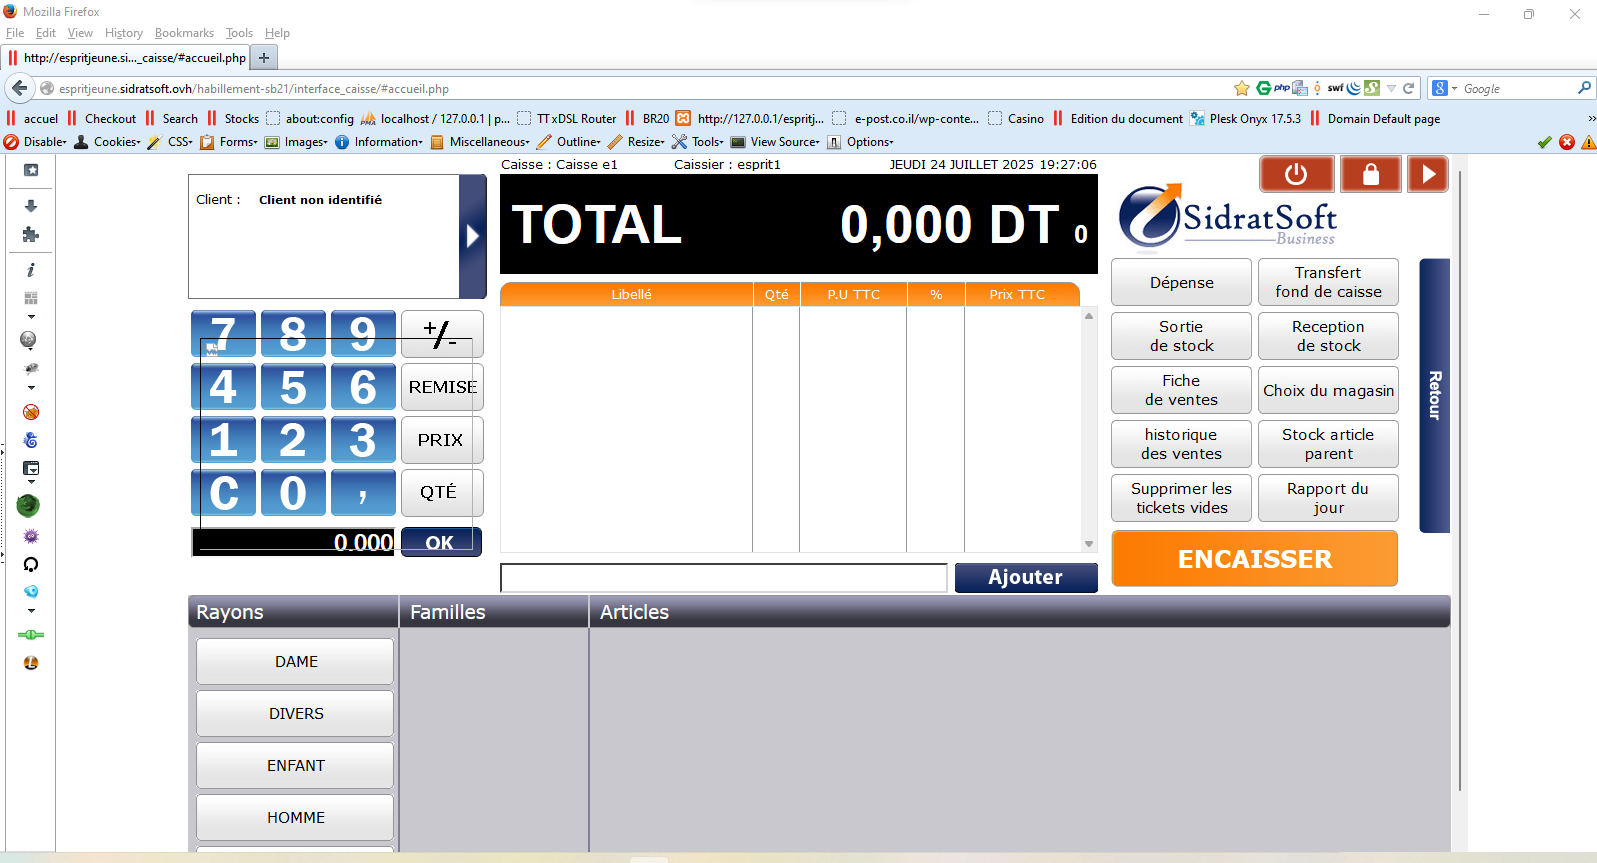 Mozilla Firefox
File Edit View History Bookmarks Tools Help
http://espritjeune.si..._caisse/#accueil.php
espritjeune.sidratsoft.ovh/habillement-sb21/interface_caisse/#accueil.php
php swf Google
accuel Checkout Search Stocks about:config localhost / 127.0.0.1 | p... TTxDSL Router BR20 http://127.0.0.1/espritj... e-post.co.il/wp-conte... Casino Edition du document Plesk Onyx 17.5.3 Domain Default page
Disable Cookies CSS Forms Images Information Miscellaneous Outline Resize Tools View Source Options
Caisse : Caisse e1 Caissier : esprit1 JEUDI 24 JUILLET 2025 19:27:06
Client : Client non identifié
TOTAL 0,000 DT 0
SidratSoft
Business
Libellé Qté P.U TTC % Prix TTC
7 8 9 +/-
4 5 6 REMISE
1 2 3 PRIX
C 0 , QTÉ
0.000 OK
Dépense
Transfert
fond de caisse
Sortie
de stock
Reception
de stock
Fiche
de ventes
Choix du magasin
historique
des ventes
Stock article
parent
Supprimer les
tickets vides
Rapport du
jour
Retour
ENCAISSER
Ajouter
Rayons Familles Articles
DAME
DIVERS
ENFANT
HOMME